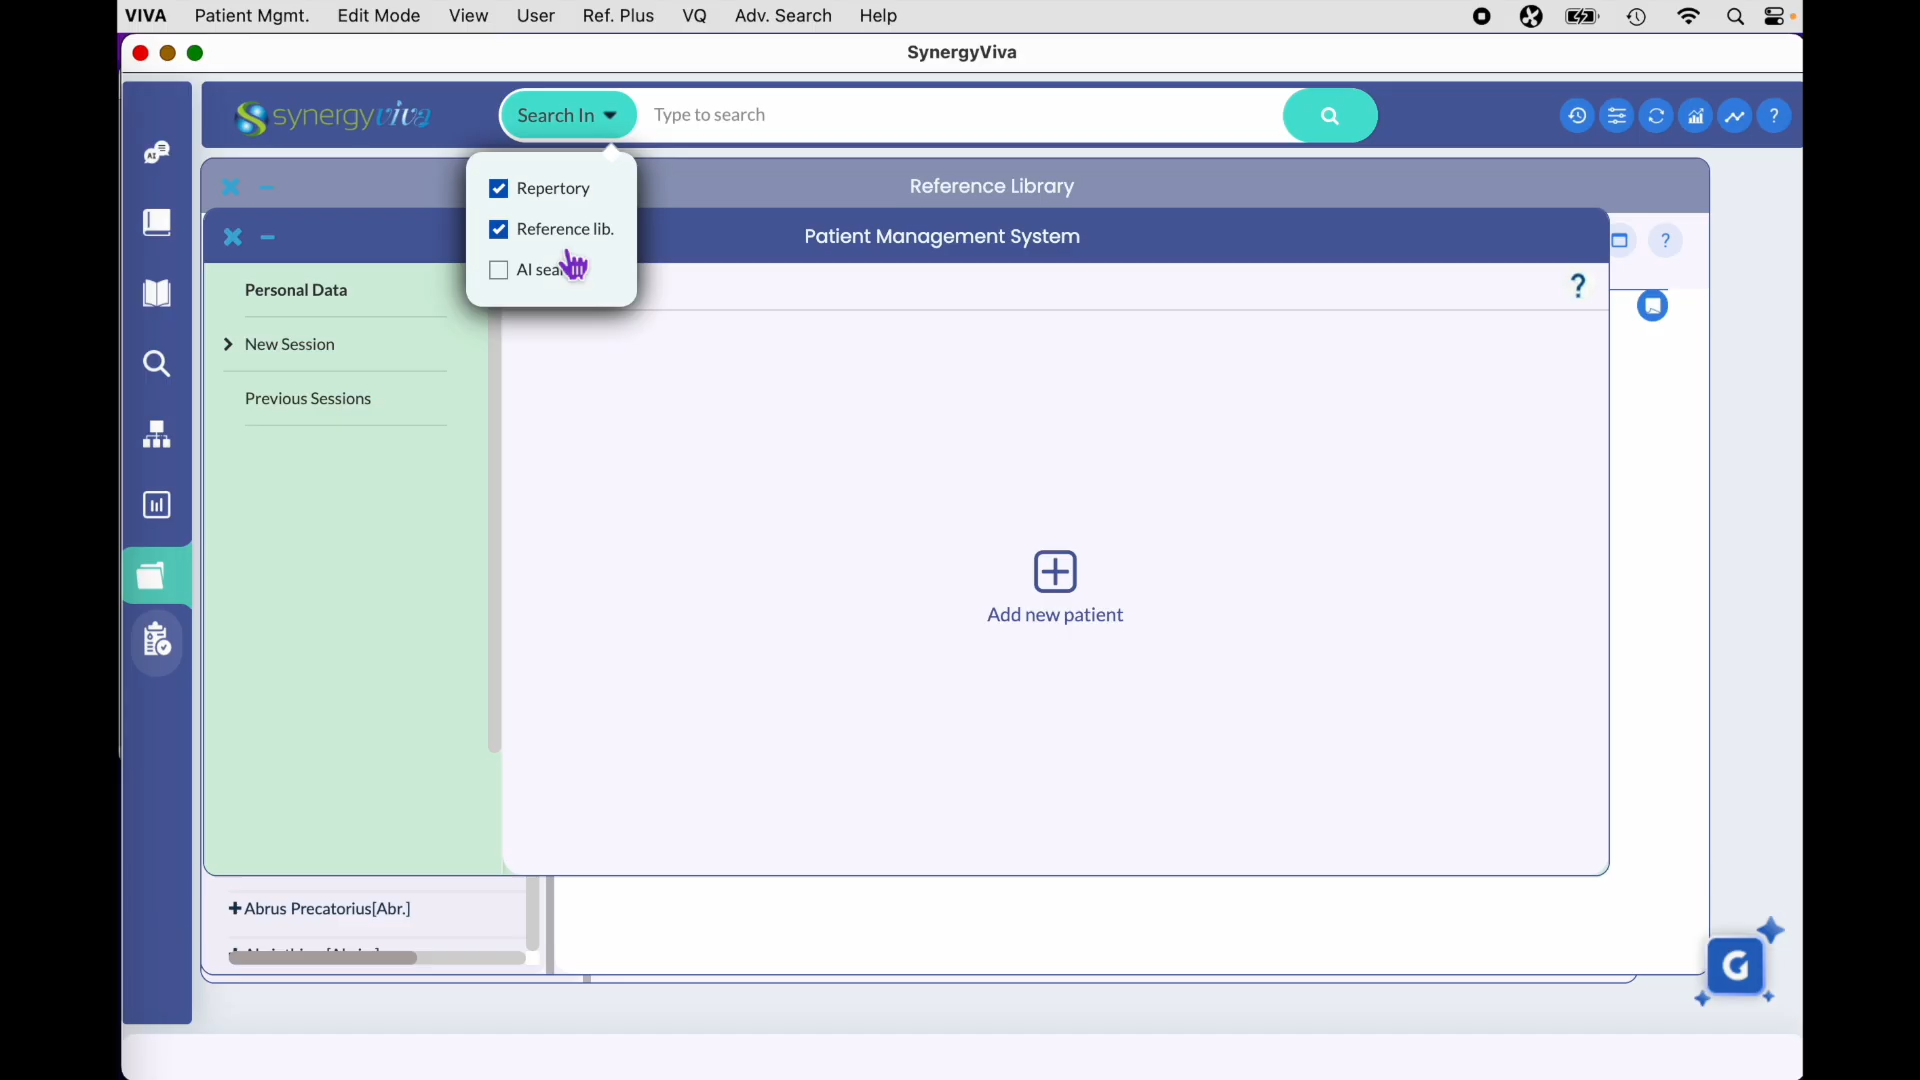 VIVA Patient Mgmt. Edit Mode View User Ref. Plus VQ Adv. Search Help
SynergyViva
synergyviva
Search In
Type to search
?
Repertory
Reference lib.
AI sea
Reference Library
?
Patient Management System
?
Personal Data
New Session
Previous Sessions
Add new patient
Abrus Precatorius[Abr.]
G